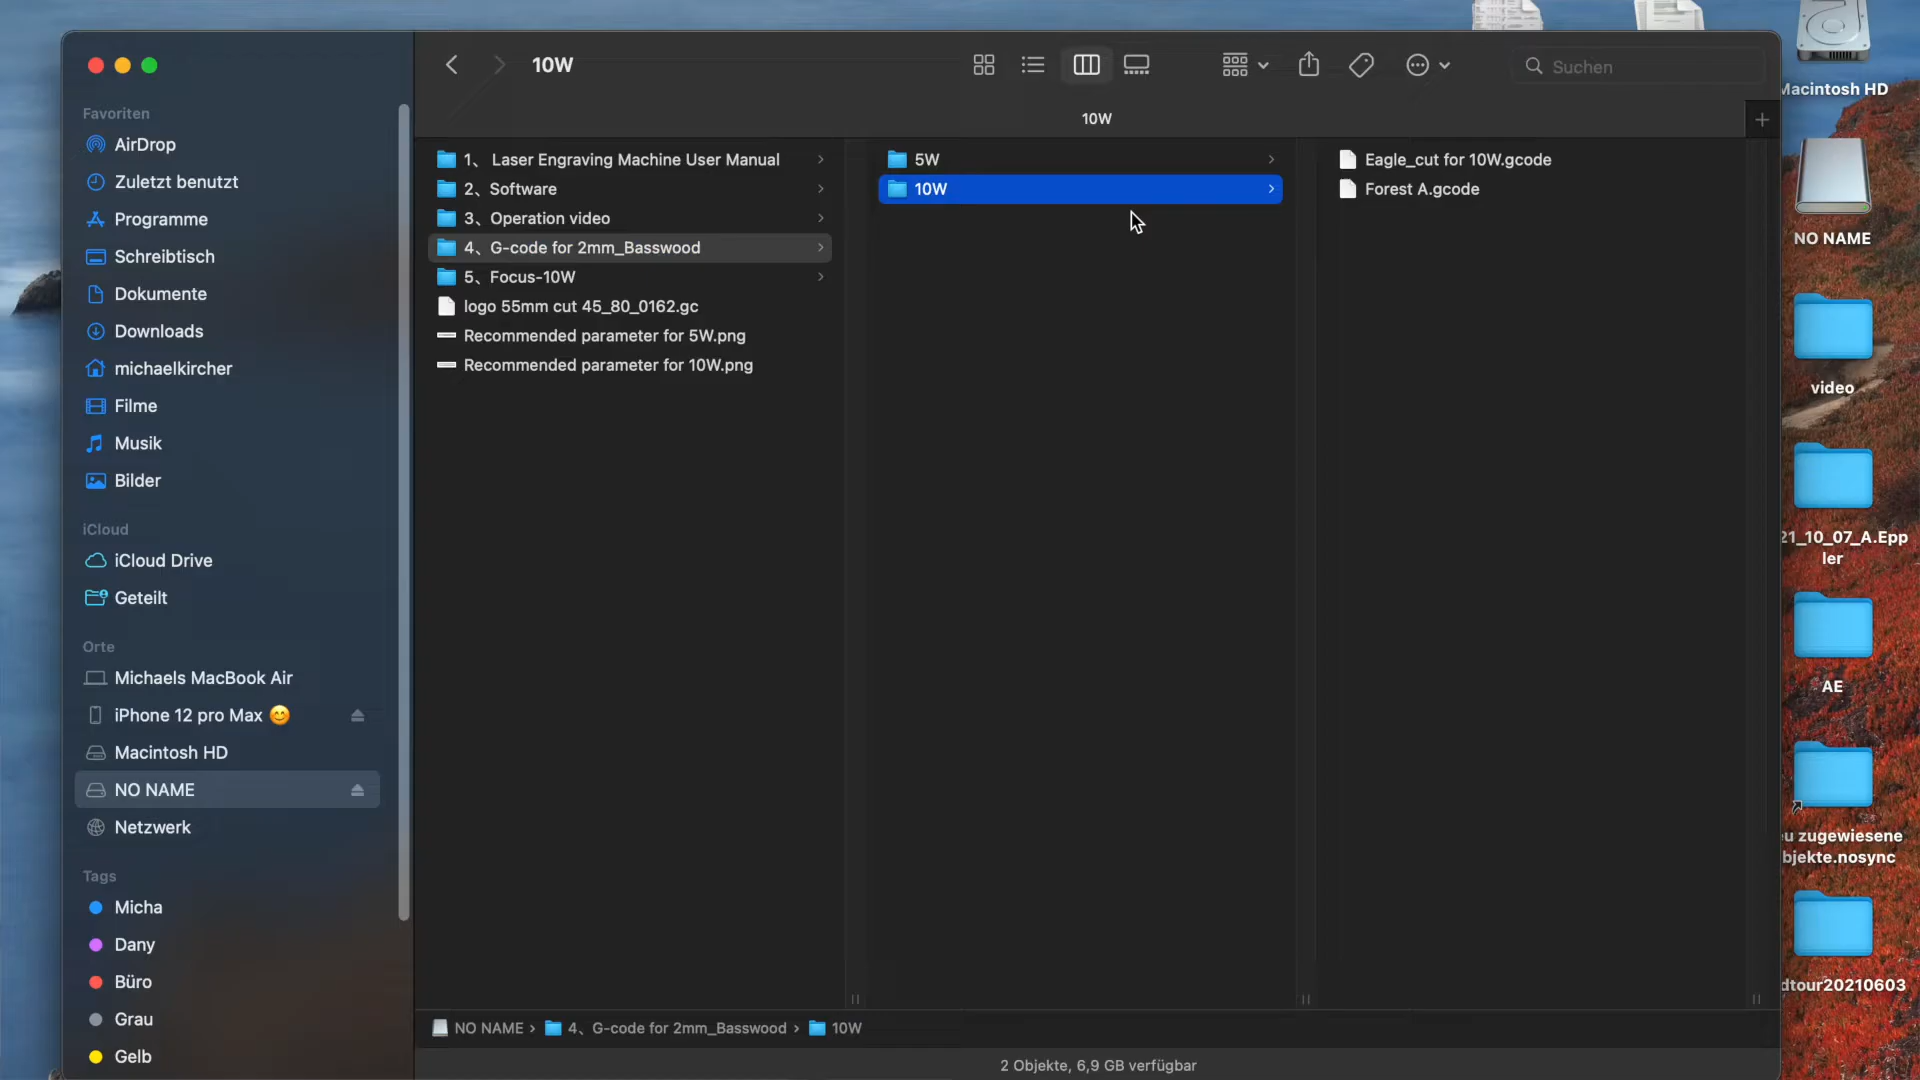 10W
Suchen
10W
Favoriten
AirDrop
Zuletzt benutzt
Programme
Schreibtisch
Dokumente
Downloads
michaelkircher
Filme
Musik
Bilder
iCloud
iCloud Drive
Geteilt
Orte
Michaels MacBook Air
iPhone 12 pro Max 😊
Macintosh HD
NO NAME
Netzwerk
Tags
Micha
Dany
Büro
Grau
Gelb
1、 Laser Engraving Machine User Manual
2、Software
3、Operation video
4、G-code for 2mm_Basswood
5、Focus-10W
logo 55mm cut 45_80_0162.gc
Recommended parameter for 5W.png
Recommended parameter for 10W.png
5W
10W
Eagle_cut for 10W.gcode
Forest A.gcode
NO NAME › 4、G-code for 2mm_Basswood › 10W
2 Objekte, 6,9 GB verfügbar
Macintosh HD
NO NAME
video
21_10_07_A.Epp
ler
AE
u zugewiesene
bjekte.nosync
dtour20210603